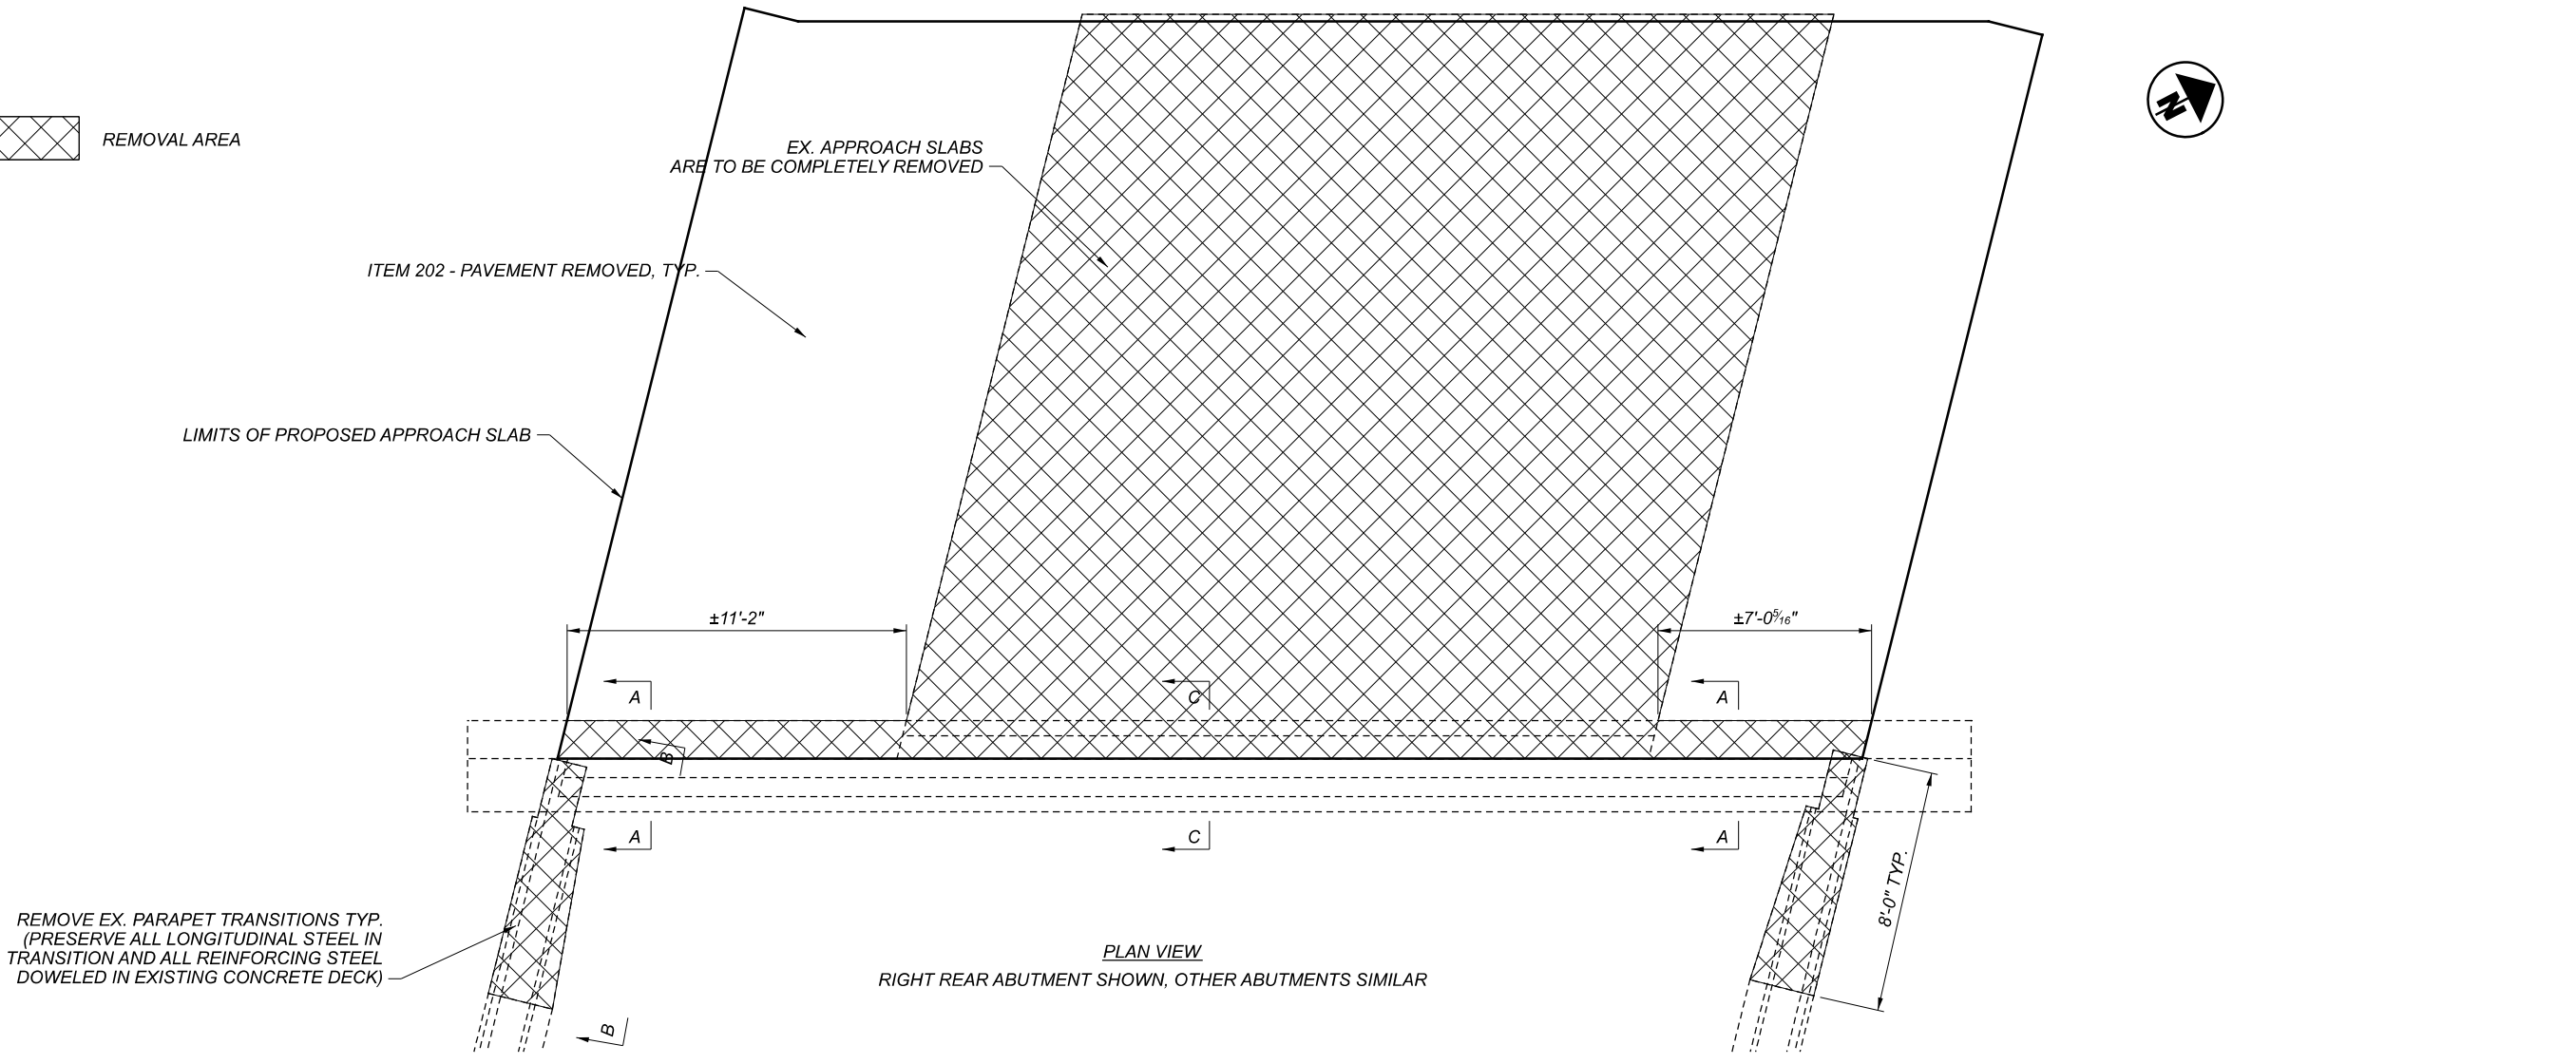 N
REMOVAL AREA
EX. APPROACH SLABS
ARE TO BE COMPLETELY REMOVED
ITEM 202 - PAVEMENT REMOVED, TYP.
LIMITS OF PROPOSED APPROACH SLAB
±11'-2"
±7'-0 5/16"
A
C
A
B
A
C
A
8'-0" TYP.
REMOVE EX. PARAPET TRANSITIONS TYP.
(PRESERVE ALL LONGITUDINAL STEEL IN
TRANSITION AND ALL REINFORCING STEEL
DOWELED IN EXISTING CONCRETE DECK)
PLAN VIEW
RIGHT REAR ABUTMENT SHOWN, OTHER ABUTMENTS SIMILAR
B